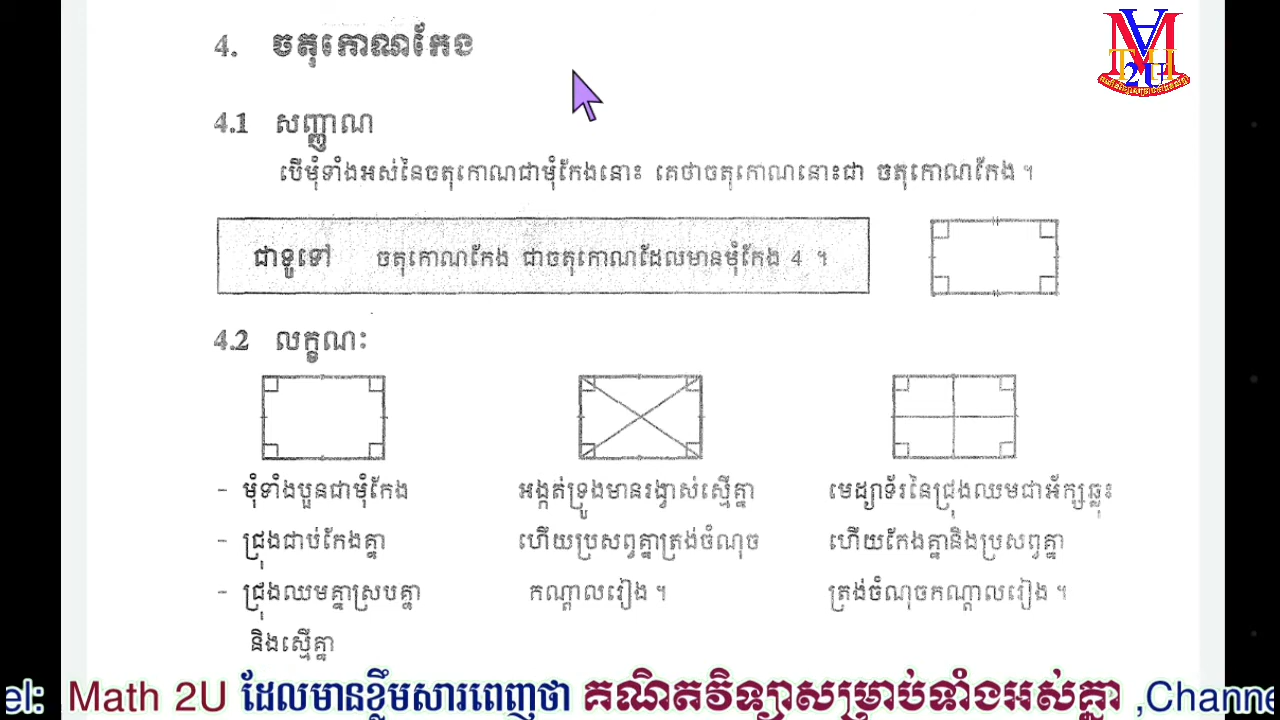 4. ចតុកោណកែង
4.1 សញ្ញាណ
បើមុំទាំងអស់នៃចតុកោណជាមុំកែងនោះ គេថាចតុកោណនោះជា ចតុកោណកែង ។
ជាទូទៅ ចតុកោណកែង ជាចតុកោណដែលមានមុំកែង 4 ។
4.2 លក្ខណៈ
- មុំទាំងបួនជាមុំកែង
- ជ្រុងជាប់កែងគ្នា
- ជ្រុងឈមគ្នាស្របគ្នា
និងស្មើគ្នា
អង្កត់ទ្រូងមានរង្វាស់ស្មើគ្នា
ហើយប្រសព្វគ្នាត្រង់ចំណុច
កណ្តាលរៀង ។
មេដ្យាទ័រនៃជ្រុងឈមជាអ័ក្សឆ្លុះ
ហើយកែងគ្នានិងប្រសព្វគ្នា
ត្រង់ចំណុចកណ្តាលរៀង ។
MATH
2U
el: Math 2U ដែលមានខ្លឹមសារពេញថា គណិតវិទ្យាសម្រាប់ទាំងអស់គ្នា ,Channe